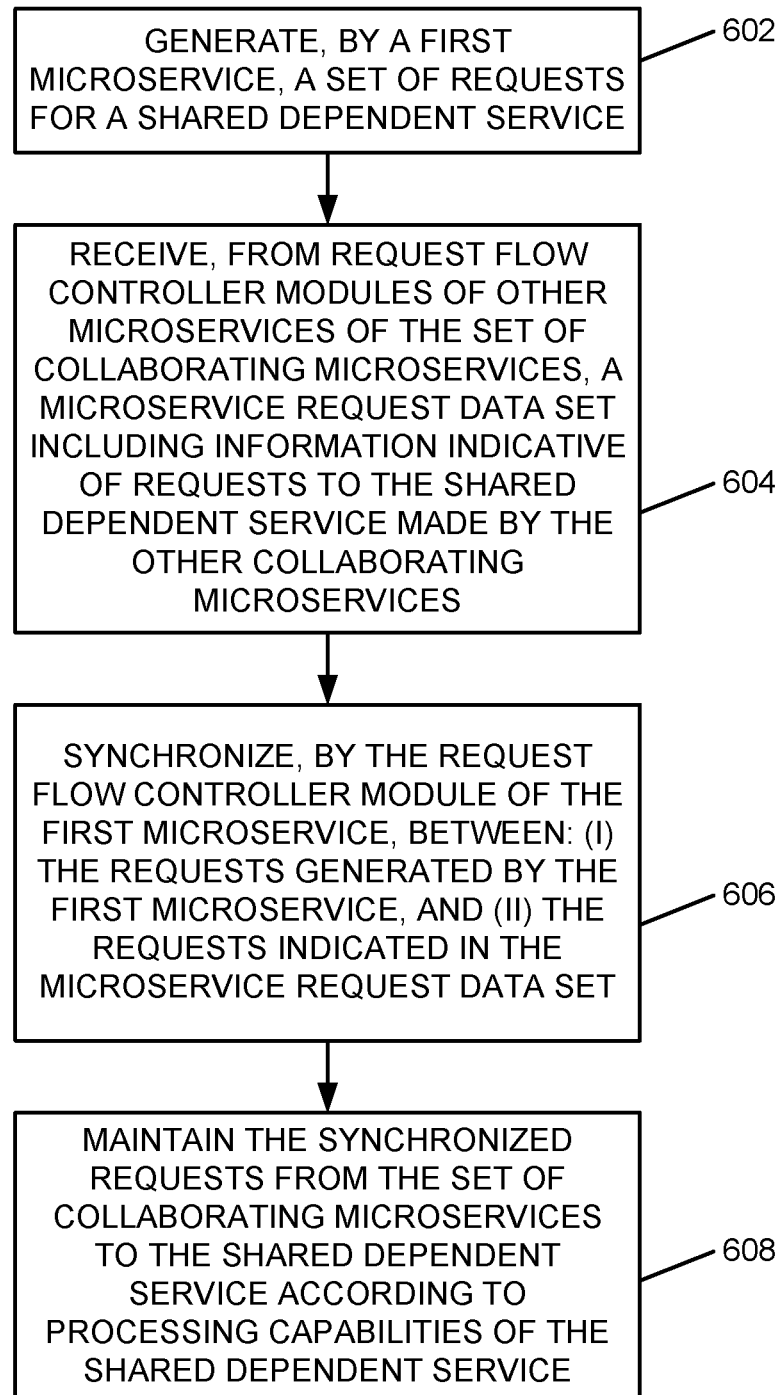 GENERATE, BY A FIRST
MICROSERVICE, A SET OF REQUESTS
FOR A SHARED DEPENDENT SERVICE
602
RECEIVE, FROM REQUEST FLOW
CONTROLLER MODULES OF OTHER
MICROSERVICES OF THE SET OF
COLLABORATING MICROSERVICES, A
MICROSERVICE REQUEST DATA SET
INCLUDING INFORMATION INDICATIVE
OF REQUESTS TO THE SHARED
DEPENDENT SERVICE MADE BY THE
OTHER COLLABORATING
MICROSERVICES
604
SYNCHRONIZE, BY THE REQUEST
FLOW CONTROLLER MODULE OF THE
FIRST MICROSERVICE, BETWEEN: (I)
THE REQUESTS GENERATED BY THE
FIRST MICROSERVICE, AND (II) THE
REQUESTS INDICATED IN THE
MICROSERVICE REQUEST DATA SET
606
MAINTAIN THE SYNCHRONIZED
REQUESTS FROM THE SET OF
COLLABORATING MICROSERVICES
TO THE SHARED DEPENDENT
SERVICE ACCORDING TO
PROCESSING CAPABILITIES OF THE
SHARED DEPENDENT SERVICE
608